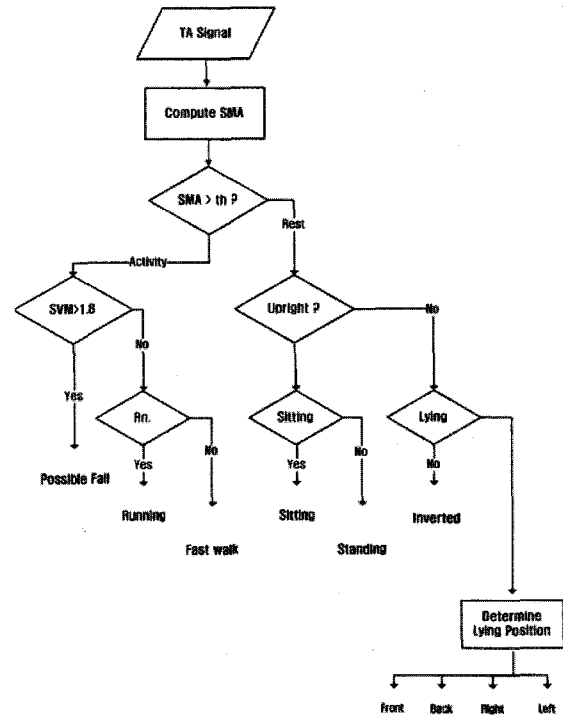 TA Signal
Compute SMA
SMA > th ?
Rest
Activity
SVM>1.8
Upright ?
No
No
Yes
Rn.
Sitting
Lying
No
No
Yes
Yes
No
Possible Fall
Running
Sitting
Inverted
Fast walk
Standing
Determine
Lying Position
Front
Back
Right
Left